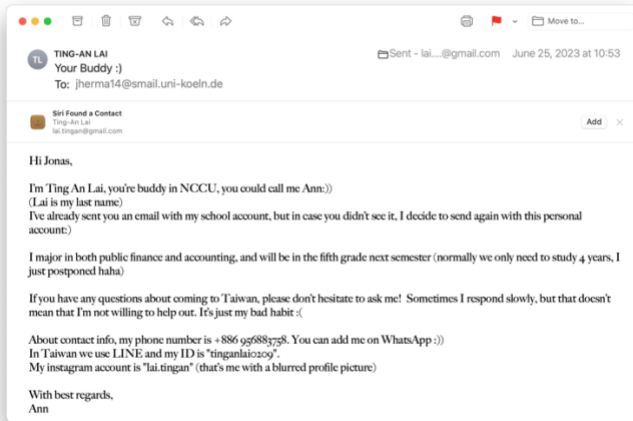 Move to...
TL
TING-AN LAI
Sent - lai....@gmail.com June 25, 2023 at 10:53
Your Buddy :)
To: jherma14@smail.uni-koeln.de
Siri Found a Contact
Ting-An Lai
lai.tingan@gmail.com
Add
Hi Jonas,
I'm Ting An Lai, you're buddy in NCCU, you could call me Ann:))
(Lai is my last name)
I've already sent you an email with my school account, but in case you didn't see it, I decide to send again with this personal
account:)
I major in both public finance and accounting, and will be in the fifth grade next semester (normally we only need to study 4 years, I
just postponed haha)
If you have any questions about coming to Taiwan, please don't hesitate to ask me! Sometimes I respond slowly, but that doesn't
mean that I'm not willing to help out. It's just my bad habit :(
About contact info, my phone number is +886 956883758. You can add me on WhatsApp :))
In Taiwan we use LINE and my ID is "tinganlai0209".
My instagram account is "lai.tingan" (that's me with a blurred profile picture)
With best regards,
Ann